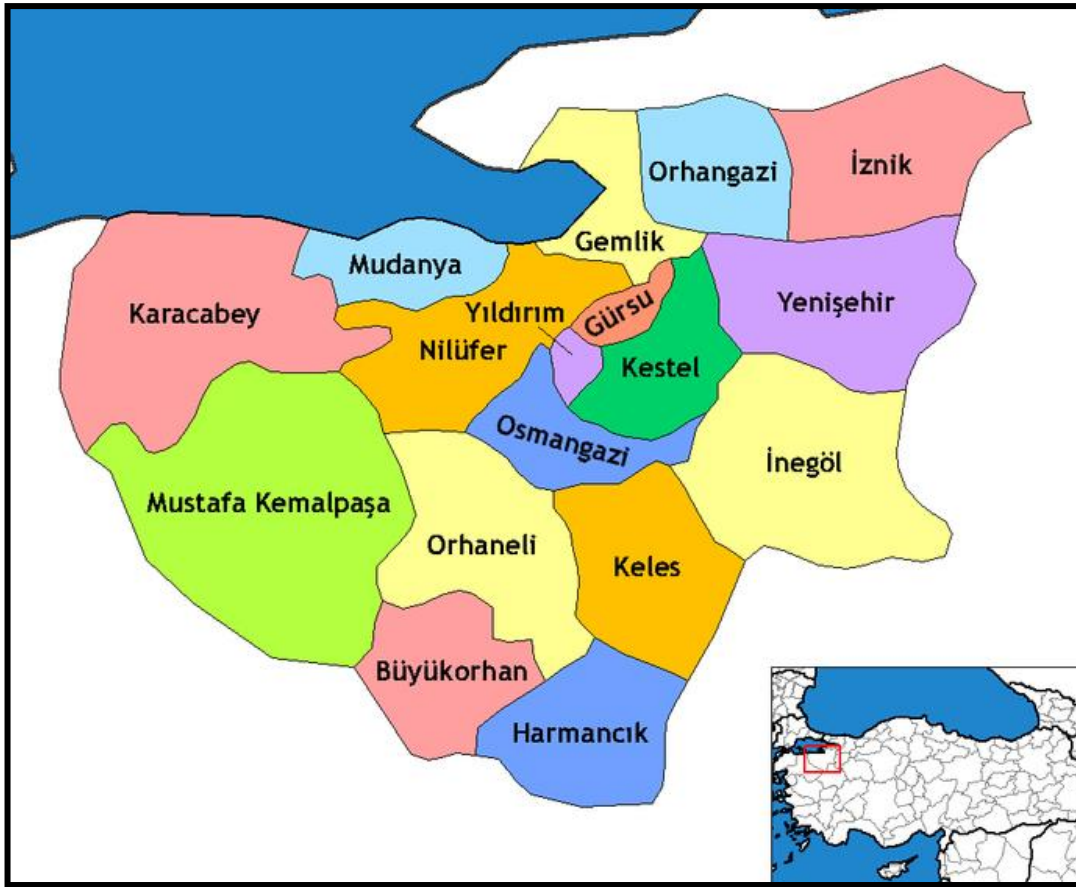 İznik
Orhangazi
Gemlik
Mudanya
Karacabey
Yıldırım
Gürsu
Yenişehir
Nilüfer
Kestel
Osmangazi
İnegöl
Mustafa Kemalpaşa
Orhaneli
Keles
Büyükorhan
Harmancık